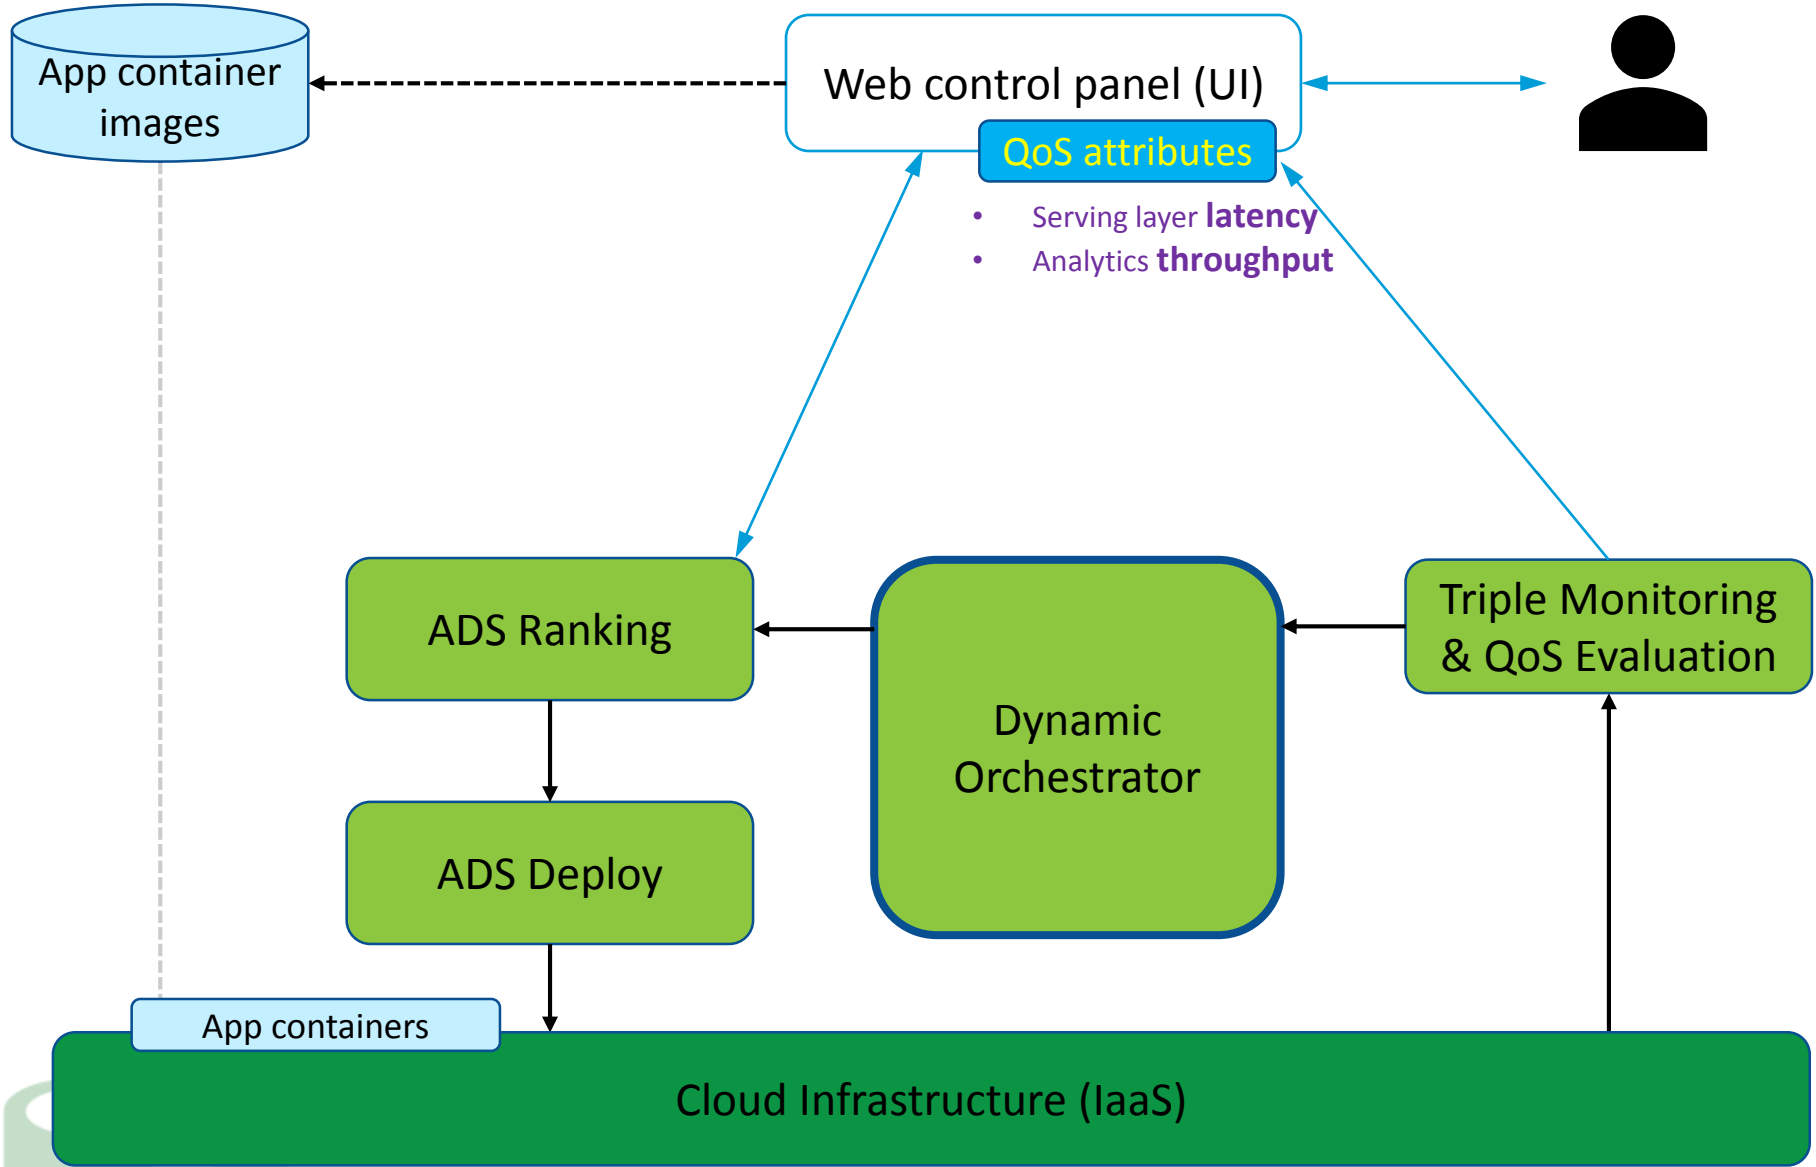 App container
images
Web control panel (UI)
QoS attributes
• Serving layer latency
• Analytics throughput
ADS Ranking
Triple Monitoring
& QoS Evaluation
Dynamic
Orchestrator
ADS Deploy
App containers
Cloud Infrastructure (IaaS)